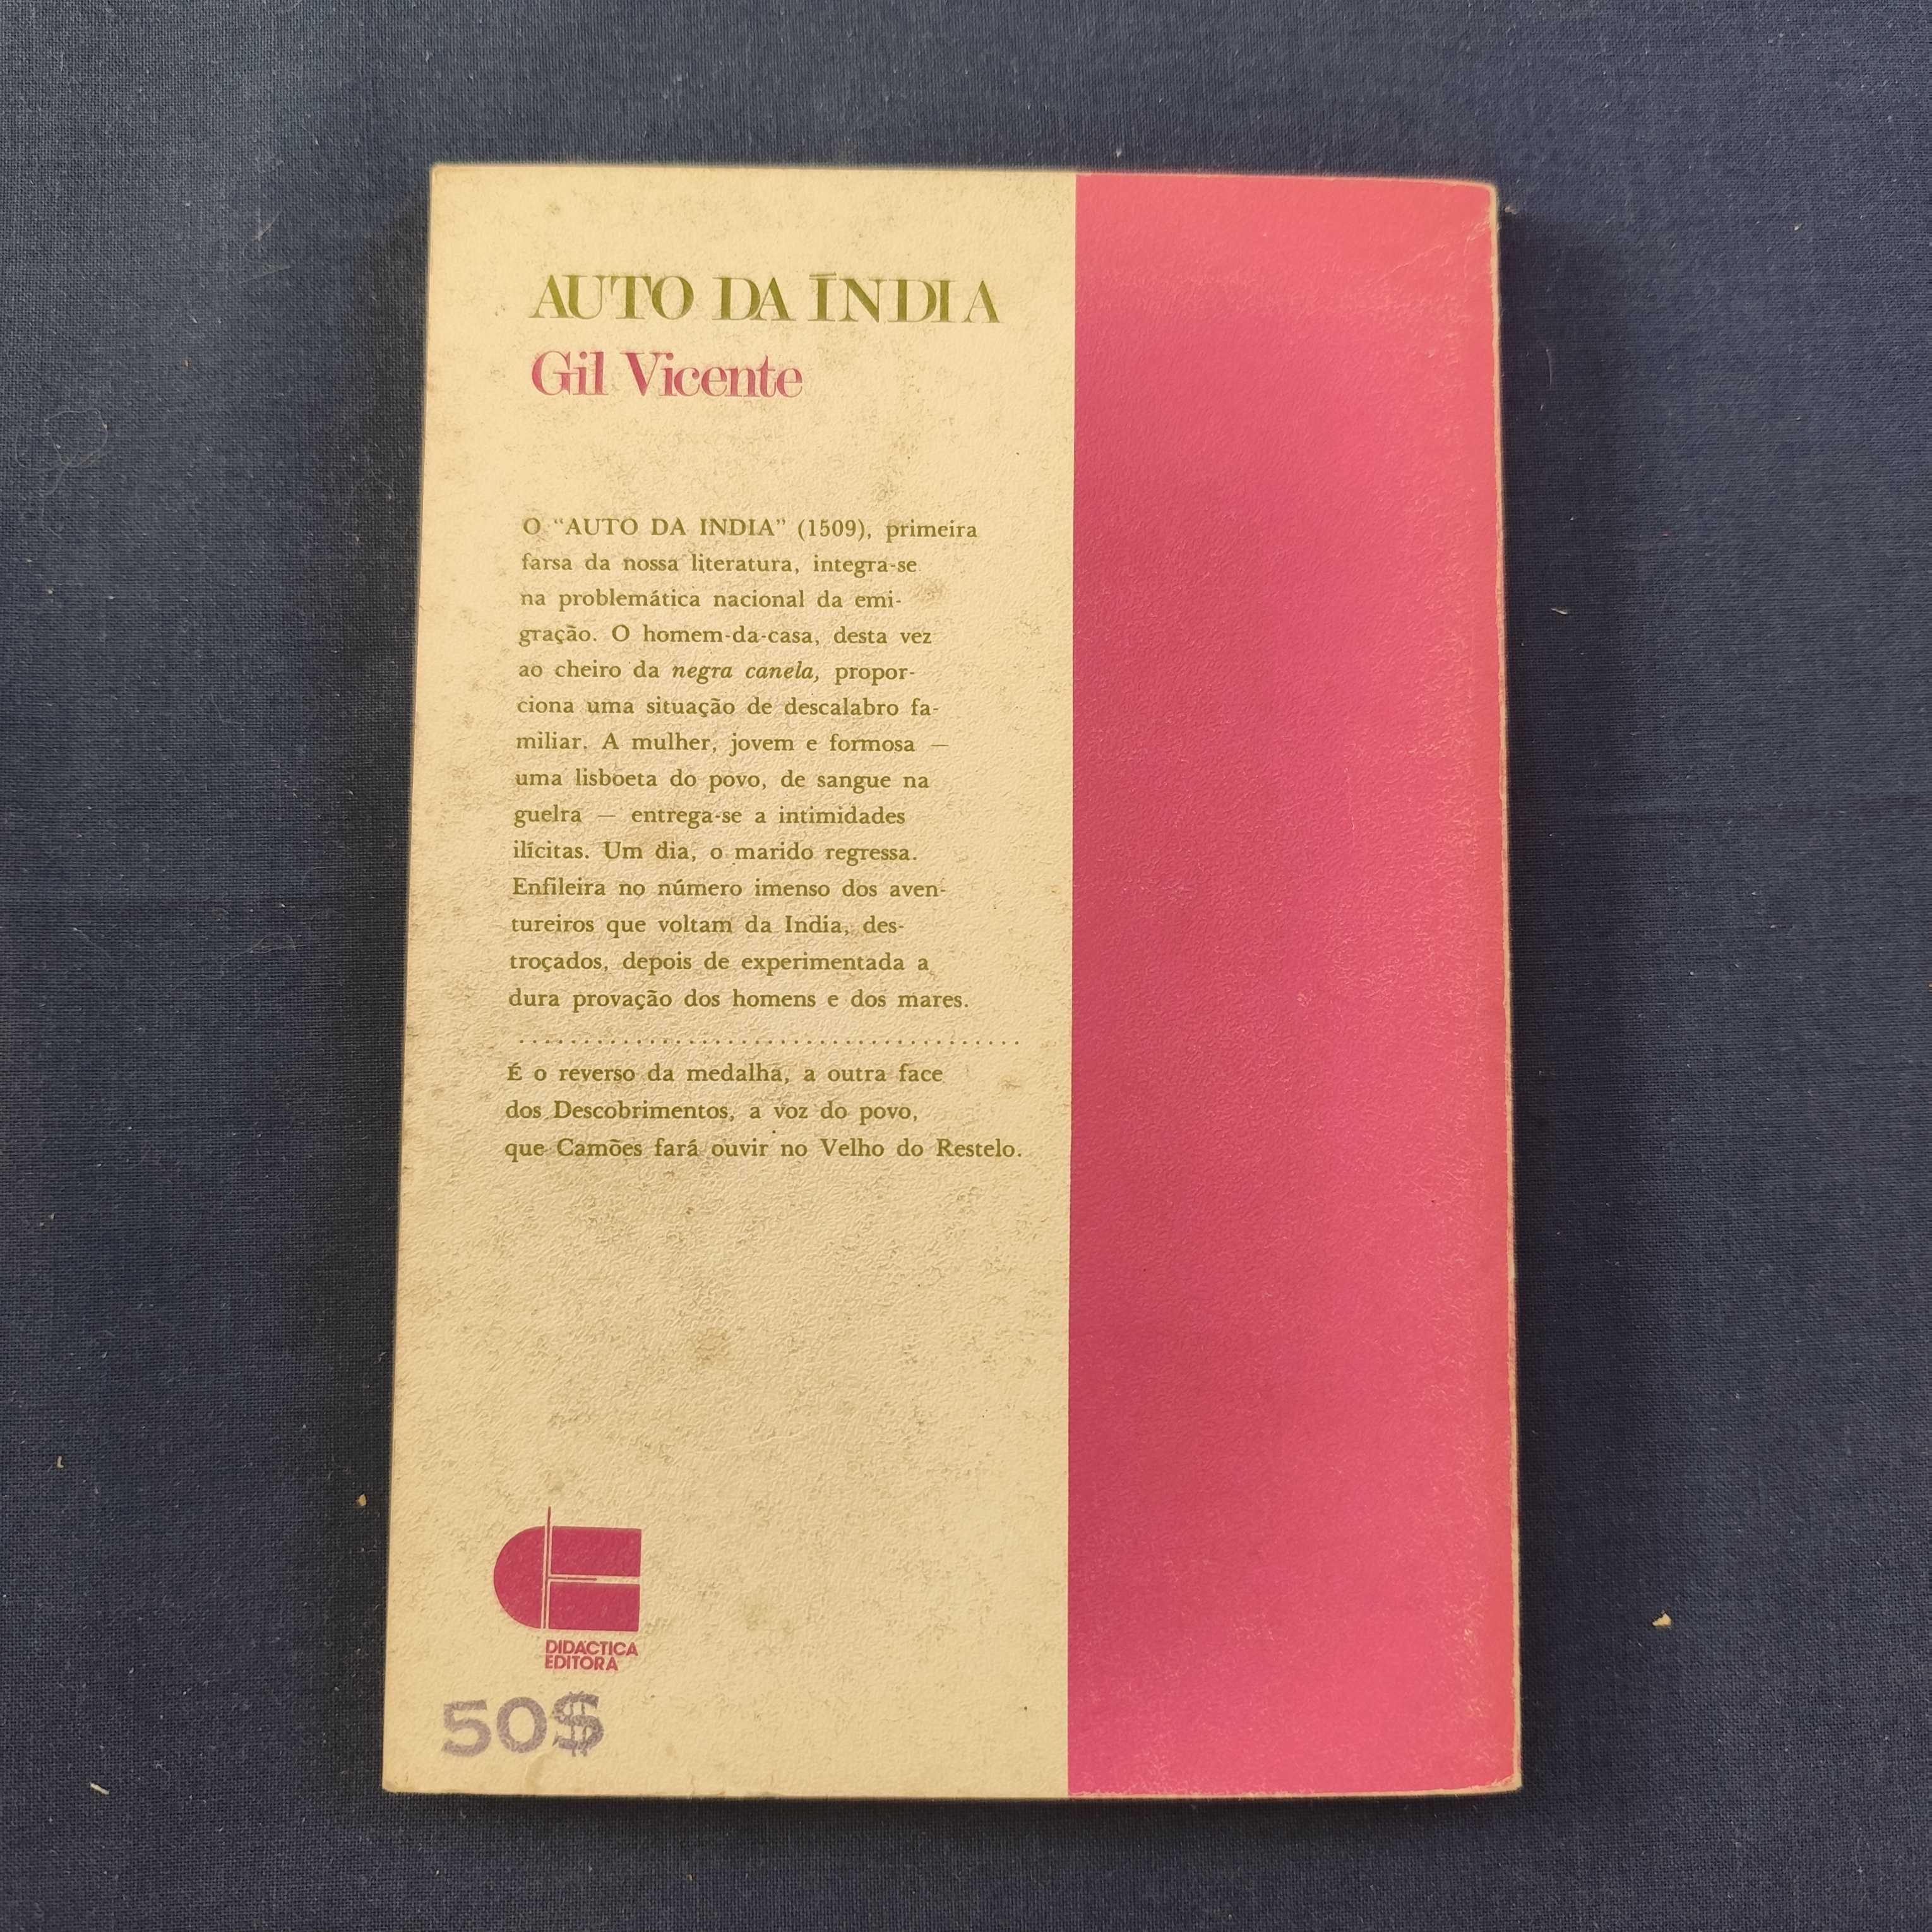 AUTO DA ÍNDIA
Gil Vicente
O “AUTO DA INDIA” (1509), primeira
farsa da nossa literatura, integra-se
na problemática nacional da emi-
gração. O homem-da-casa, desta vez
ao cheiro da negra canela, propor-
ciona uma situação de descalabro fa-
miliar. A mulher, jovem e formosa —
uma lisboeta do povo, de sangue na
guelra — entrega-se a intimidades
ilícitas. Um dia, o marido regressa.
Enfileira no número imenso dos aven-
tureiros que voltam da India, des-
troçados, depois de experimentada a
dura provação dos homens e dos mares.
.......................................
É o reverso da medalha, a outra face
dos Descobrimentos, a voz do povo,
que Camões fará ouvir no Velho do Restelo.
DIDÁCTICA
EDITORA
50$